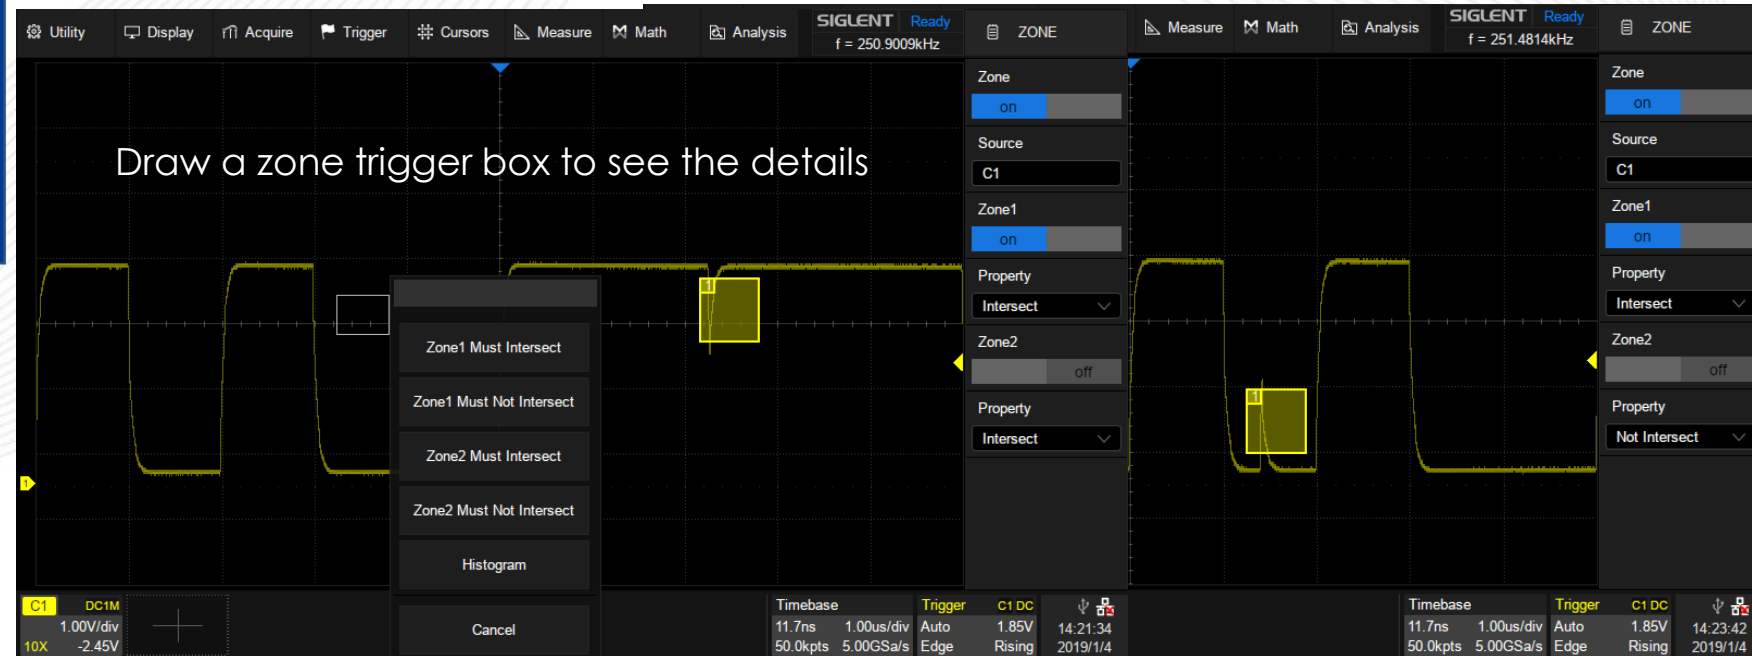 Utility Display Acquire Trigger Cursors Measure Math Analysis
SIGLENT Ready
f = 250.9009kHz
ZONE
Draw a zone trigger box to see the details
Zone
on
Source
C1
Zone1
on
Property
Intersect
Zone2
off
Property
Intersect
1
1
Zone1 Must Intersect
Zone1 Must Not Intersect
Zone2 Must Intersect
Zone2 Must Not Intersect
Histogram
Cancel
C1 DC1M
1.00V/div
10X -2.45V
Timebase
11.7ns 1.00us/div
50.0kpts 5.00GSa/s
Trigger C1 DC
Auto 1.85V
Edge Rising
14:21:34
2019/1/4
Measure Math Analysis
SIGLENT Ready
f = 251.4814kHz
ZONE
Zone
on
Source
C1
Zone1
on
Property
Intersect
Zone2
off
Property
Not Intersect
1
Timebase
11.7ns 1.00us/div
50.0kpts 5.00GSa/s
Trigger C1 DC
Auto 1.85V
Edge Rising
14:23:42
2019/1/4